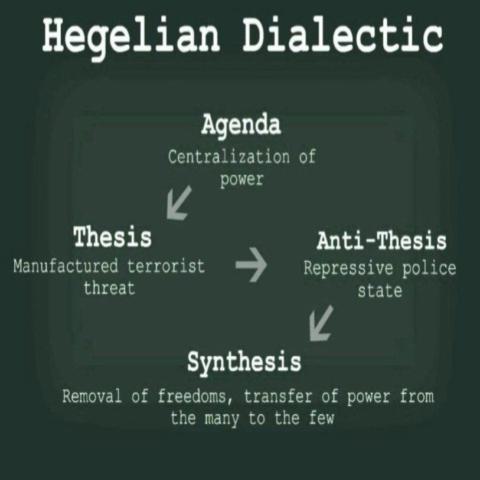 Hegelian Dialectic
Agenda
Centralization of
power
Thesis
Manufactured terrorist
threat
Anti-Thesis
Repressive police
state
Synthesis
Removal of freedoms, transfer of power from
the many to the few